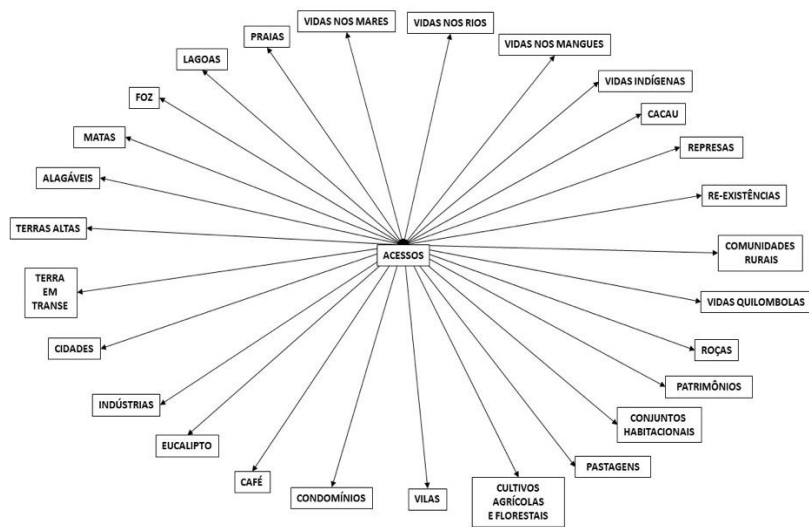 VIDAS NOS MARES
VIDAS NOS RIOS
PRAIAS
VIDAS NOS MANGUES
LAGOAS
VIDAS INDÍGENAS
FOZ
CACAU
MATAS
REPRESAS
ALAGÁVEIS
RE-EXISTÊNCIAS
TERRAS ALTAS
ACESSOS
COMUNIDADES
RURAIS
TERRA
EM
TRANSE
VIDAS QUILOMBOLAS
CIDADES
ROÇAS
PATRIMÔNIOS
INDÚSTRIAS
CONJUNTOS
HABITACIONAIS
EUCALIPTO
PASTAGENS
CAFÉ
CONDOMÍNIOS
VILAS
CULTIVOS
AGRÍCOLAS
E FLORESTAIS